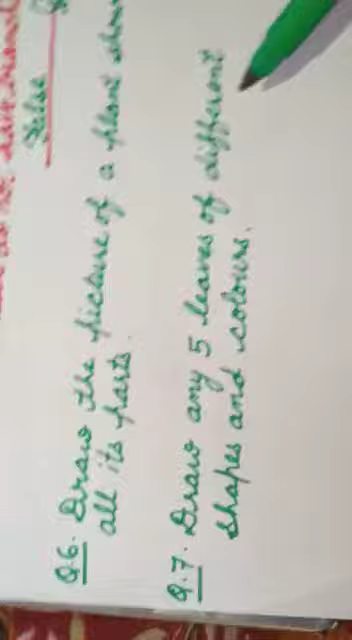 Q.6. Draw the picture of a plant
all its parts.
Q.7. Draw any 5 leaves of different
shapes and colours.